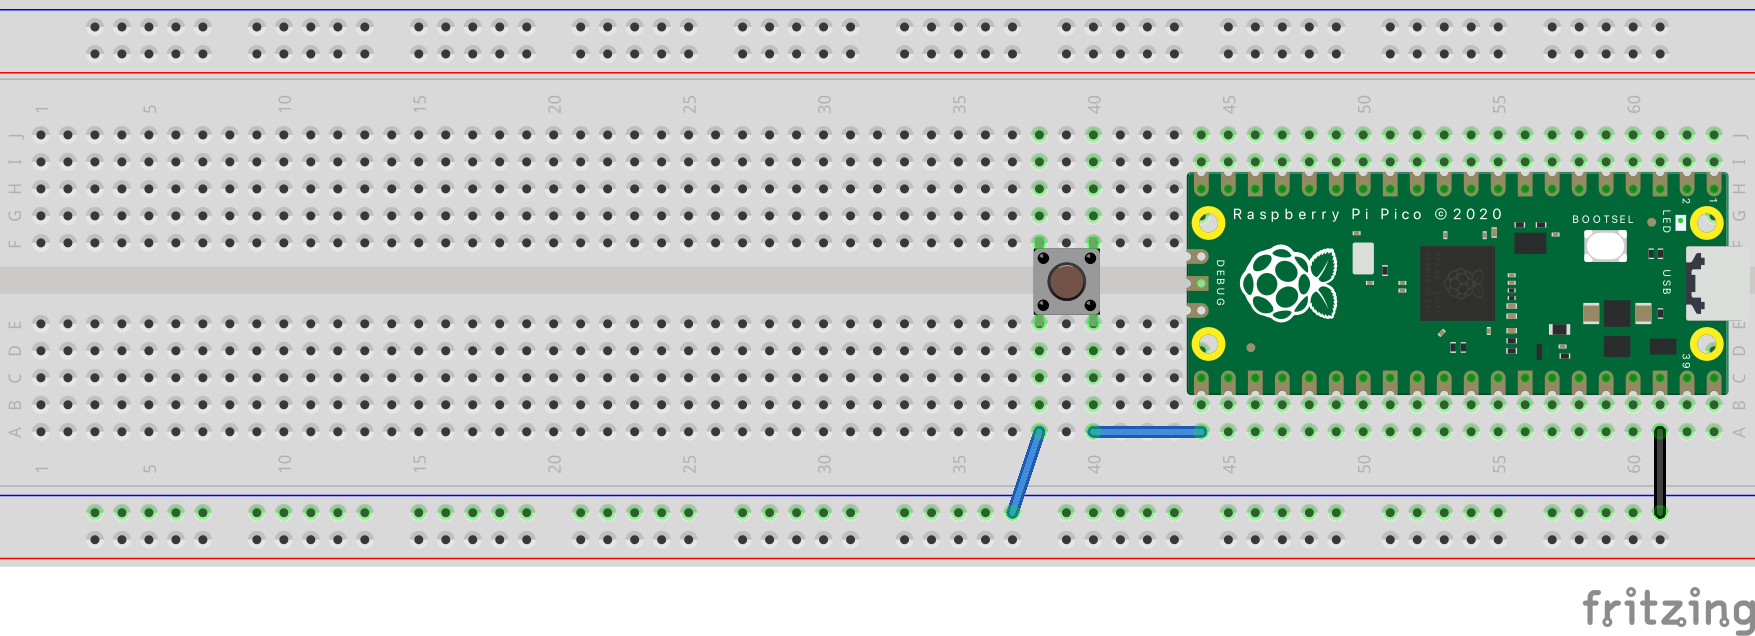 1 5 10 15 20 25 30 35 40 45 50 55 60
J J
I I
H H
G G
F F
Raspberry Pi Pico ©2020
BOOTSEL
LED
2
1
DEBUG
USB
39
E E
D D
C C
B B
A A
1 5 10 15 20 25 30 35 40 45 50 55 60
fritzing